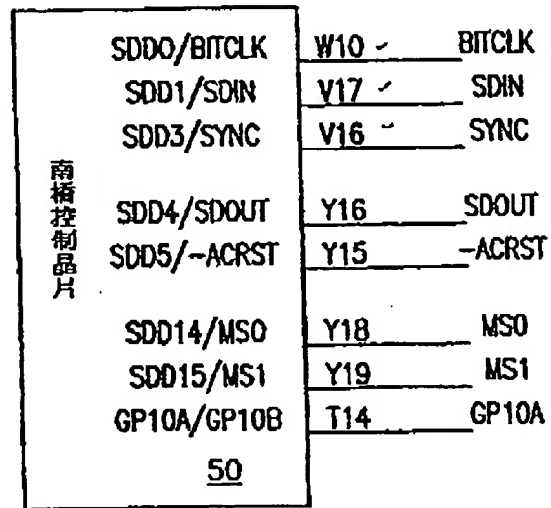 SDD0/BITCLK W10 BITCLK
SDD1/SDIN V17 SDIN
SDD3/SYNC V16 SYNC
南橋控制晶片
SDD4/SDOUT Y16 SDOUT
SDD5/-ACRST Y15 -ACRST
SDD14/MS0 Y18 MS0
SDD15/MS1 Y19 MS1
GP10A/GP10B T14 GP10A
50